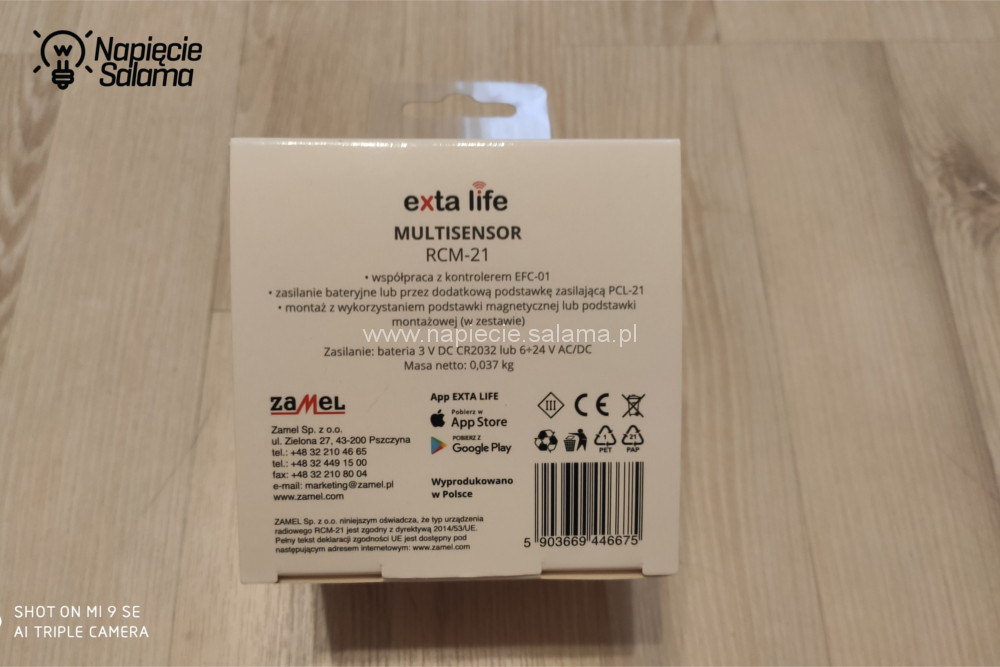 Napięcie
Salama
exta life
MULTISENSOR
RCM-21
• współpraca z kontrolerem EFC-01
• zasilanie bateryjne lub przez dodatkową podstawkę zasilającą PCL-21
• montaż z wykorzystaniem podstawki magnetycznej lub podstawki
montażowej (w zestawie)
www.napiecie.salama.pl
Zasilanie: bateria 3 V DC CR2032 lub 6÷24 V AC/DC
Masa netto: 0,037 kg
ZAMEL
Zamel Sp. z o.o.
ul. Zielona 27, 43-200 Pszczyna
tel.: +48 32 210 46 65
tel.: +48 32 449 15 00
fax: +48 32 210 80 04
e-mail: marketing@zamel.pl
www.zamel.com
App EXTA LIFE
Pobierz w
App Store
POBIERZ Z
Google Play
Wyprodukowano
w Polsce
III CE
1
PET
21
PAP
ZAMEL Sp. z o.o. niniejszym oświadcza, że typ urządzenia
radiowego RCM-21 jest zgodny z dyrektywą 2014/53/UE.
Pełny tekst deklaracji zgodności UE jest dostępny pod
następującym adresem internetowym: www.zamel.com
5 903669 446675
SHOT ON MI 9 SE
AI TRIPLE CAMERA